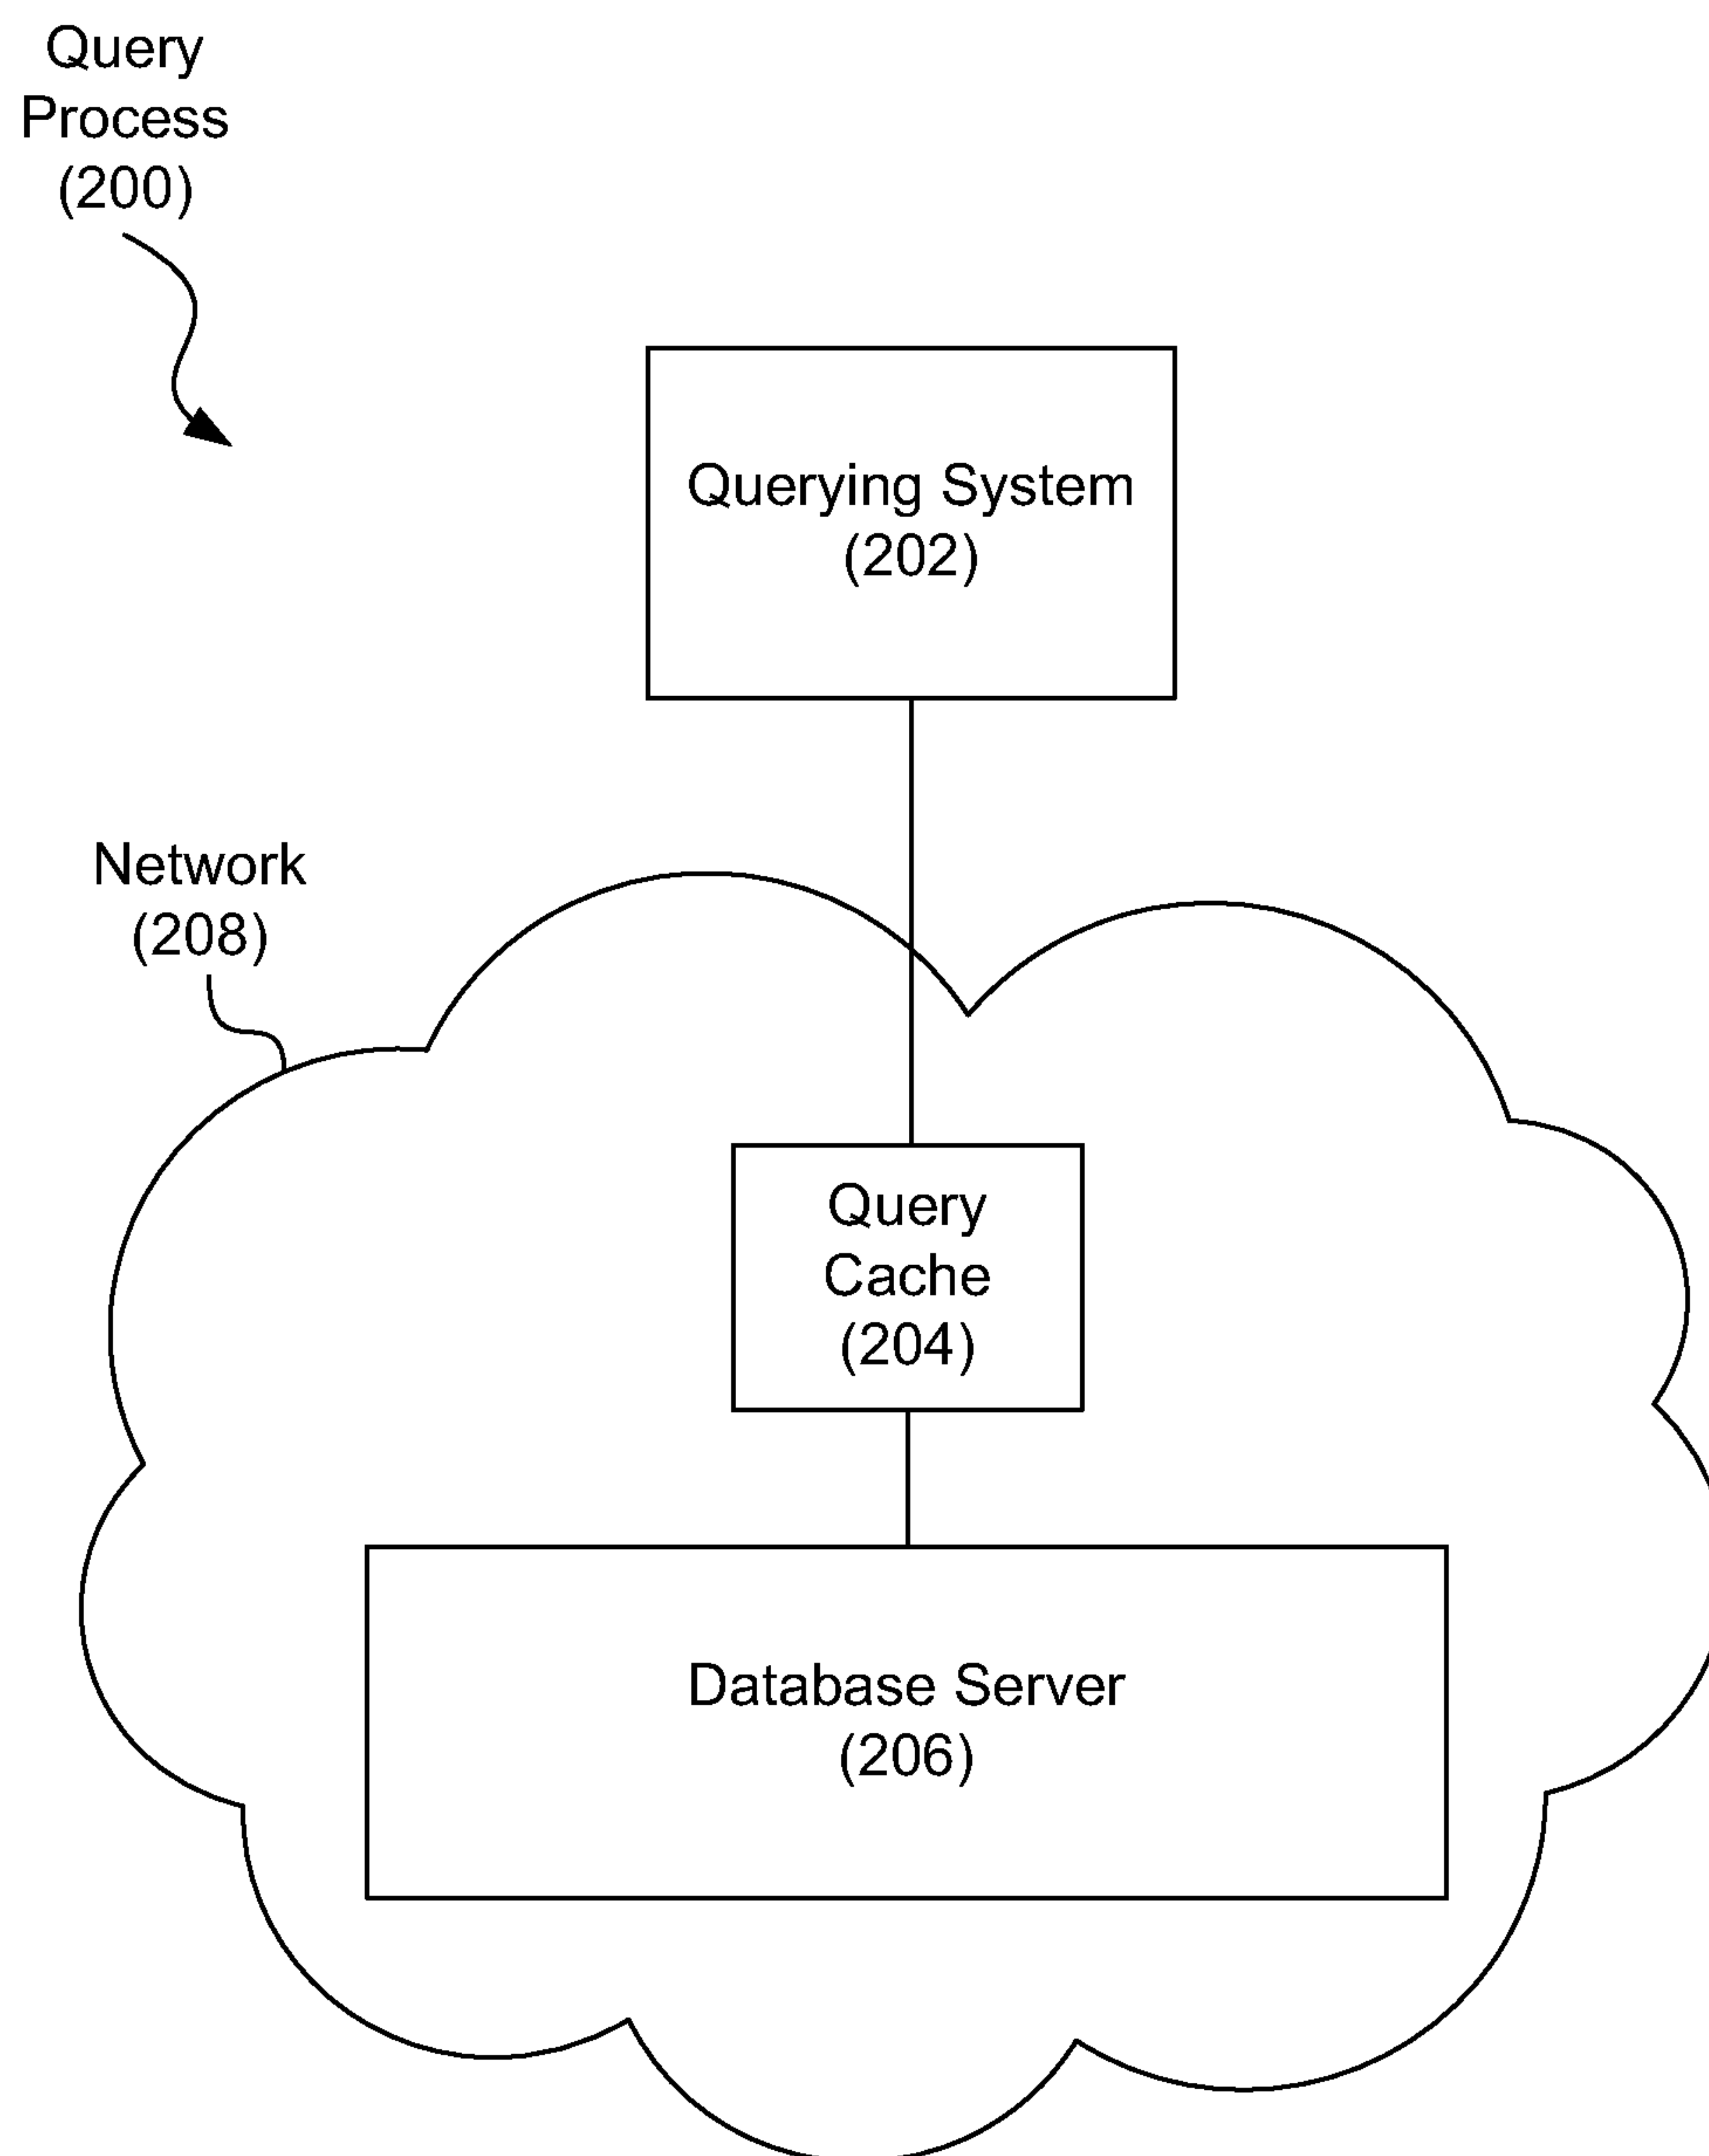 Query
Process
(200)
Querying System
(202)
Network
(208)
Query
Cache
(204)
Database Server
(206)